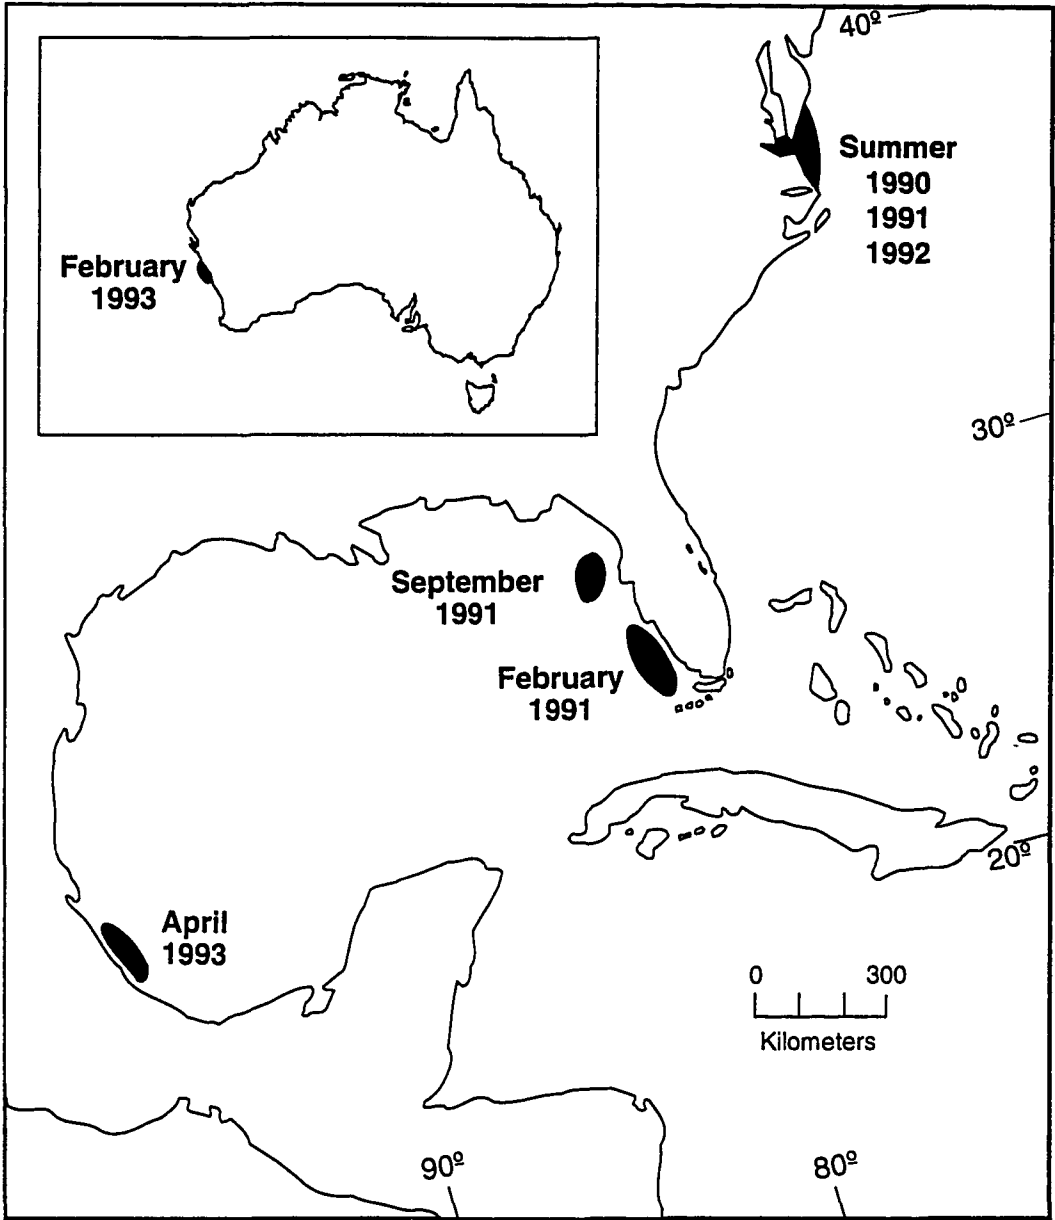 40º
Summer
1990
1991
1992
February
1993
30º
September
1991
February
1991
20º
April
1993
0 300
Kilometers
90º
80º